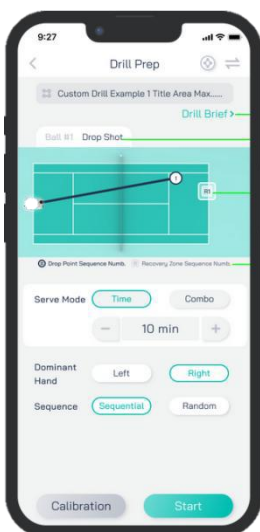 9:27
Drill Prep
Custom Drill Example 1 Title Area Max......
Drill Brief >
Ball #1 Drop Shot
1
R1
Drop Point Sequence Numb. Recovery Zone Sequence Numb.
Serve Mode Time Combo
− 10 min +
Dominant
Hand Left Right
Sequence Sequential Random
Calibration Start